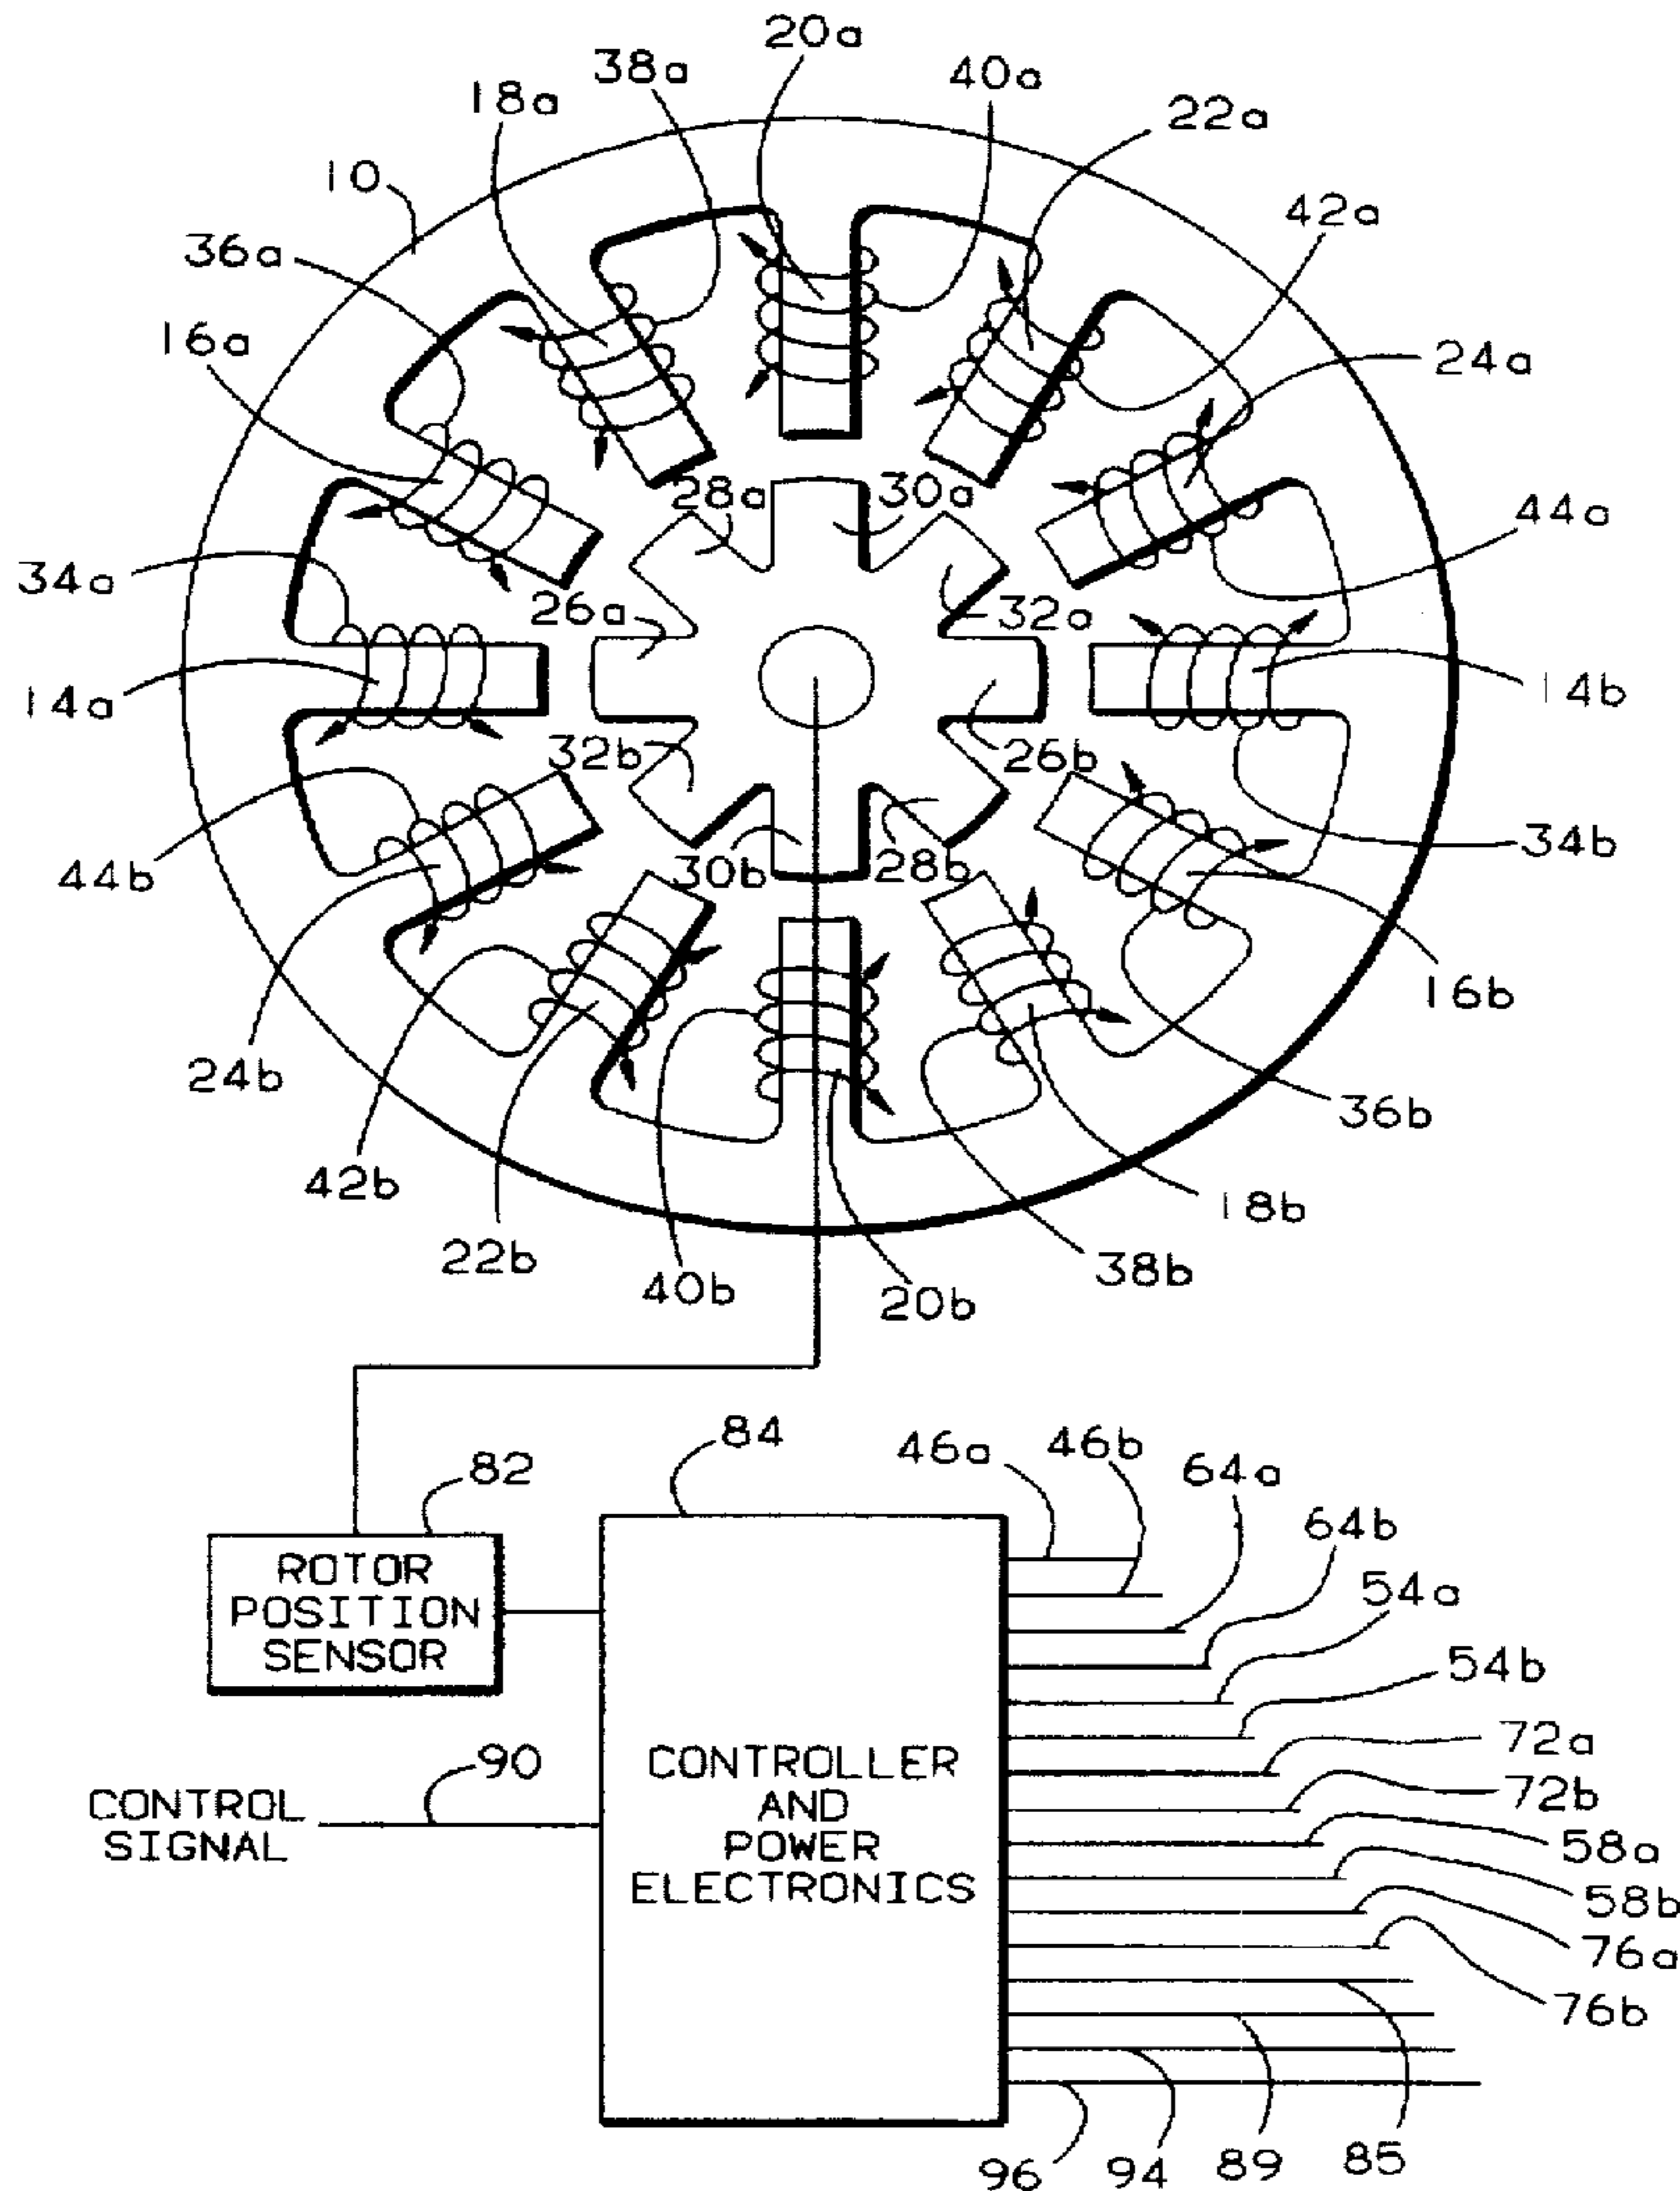 20a
38a
40a
18a
22a
10
42a
36a
16a
24a
28a
30a
44a
34a
26a
32a
14a
14b
32b
26b
44b
30b
28b
34b
24b
16b
42b
36b
22b
18b
40b
20b
38b
84
46a
46b
64a
82
64b
ROTOR
POSITION
SENSOR
54a
54b
90
CONTROL
SIGNAL
CONTROLLER
AND
POWER
ELECTRONICS
72a
72b
58a
58b
76a
76b
96
94
89
85